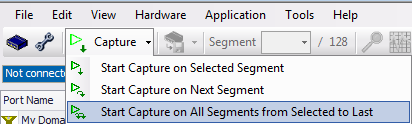 File Edit View Hardware Applications Tools Help
Capture Segment / 128
Not connecte
Start Capture on Selected Segment
Start Capture on Next Segment
Port Name
Start Capture on All Segments from Selected to Last
My Doma